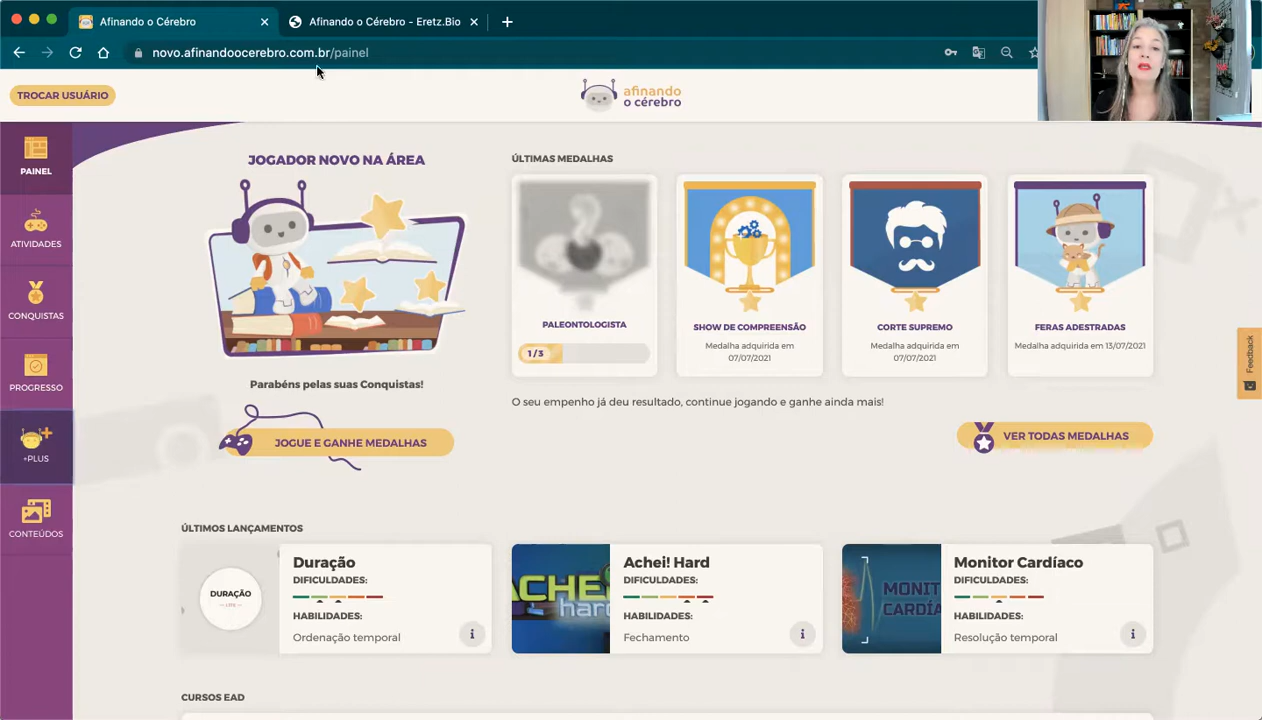 Afinando o Cérebro
Afinando o Cérebro - Eretz.Bio
novo.afinandoocerebro.com.br/painel
TROCAR USUÁRIO
afinando
o cérebro
PAINEL
ATIVIDADES
CONQUISTAS
PROGRESSO
+PLUS
CONTEÚDOS
JOGADOR NOVO NA ÁREA
Parabéns pelas suas Conquistas!
JOGUE E GANHE MEDALHAS
ÚLTIMAS MEDALHAS
PALEONTOLOGISTA
1/3
SHOW DE COMPREENSÃO
Medalha adquirida em
07/07/2021
CORTE SUPREMO
Medalha adquirida em
07/07/2021
FERAS ADESTRADAS
Medalha adquirida em 13/07/2021
O seu empenho já deu resultado, continue jogando e ganhe ainda mais!
VER TODAS MEDALHAS
Feedback
ÚLTIMOS LANÇAMENTOS
DURAÇÃO
Duração
DIFICULDADES:
HABILIDADES:
Ordenação temporal
i
ACHEI
hard
Achei! Hard
DIFICULDADES:
HABILIDADES:
Fechamento
i
MONIT
CARDÍA
Monitor Cardíaco
DIFICULDADES:
HABILIDADES:
Resolução temporal
i
CURSOS EAD